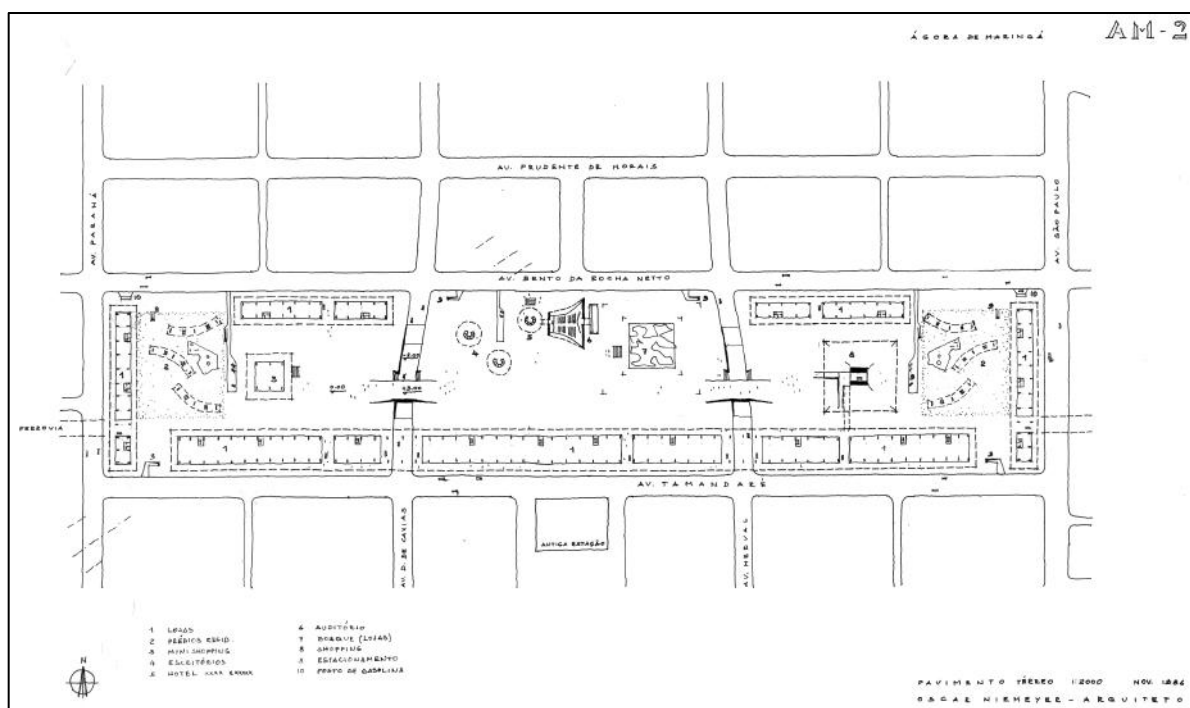 ÁGORA DE MARINGÁ
AM-2
AV. PRUDENTE DE MORAIS
AV. PARANÁ
AV. SÃO PAULO
AV. BENTO DA ROCHA NETTO
FERROVIA
AV. TAMANDARÉ
AV. D. DE CAXIAS
AV. HERVAL
ANTIGA ESTAÇÃO
1 LOJAS
2 PRÉDIOS RESID.
3 MINI SHOPPING
4 ESCRITÓRIOS
5 HOTEL
6 AUDITÓRIO
7 BOSQUE (LOJAS)
8 SHOPPING
9 ESTACIONAMENTO
10 POSTO DE GASOLINA
N
PAVIMENTO TÉRREO 1:2000 NOV.
OSCAR NIEMEYER - ARQUITETO